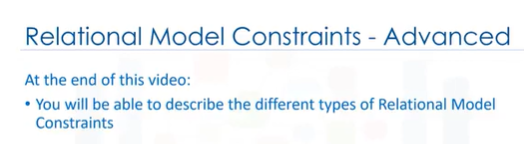 Relational Model Constraints - Advanced
At the end of this video:
• You will be able to describe the different types of Relational Model
Constraints